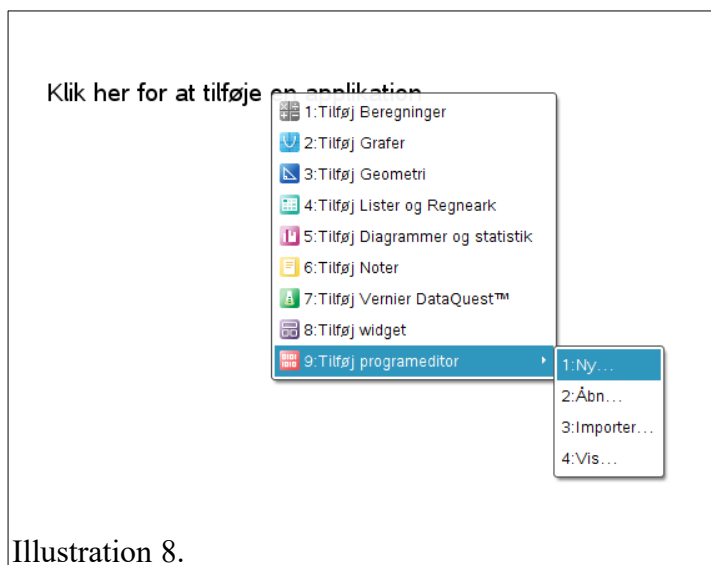 Klik her for at tilføje en applikation
1:Tilføj Beregninger
2:Tilføj Grafer
3:Tilføj Geometri
4:Tilføj Lister og Regneark
5:Tilføj Diagrammer og statistik
6:Tilføj Noter
7:Tilføj Vernier DataQuest™
8:Tilføj widget
9:Tilføj programeditor
1:Ny...
2:Åbn...
3:Importer...
4:Vis...
Illustration 8.